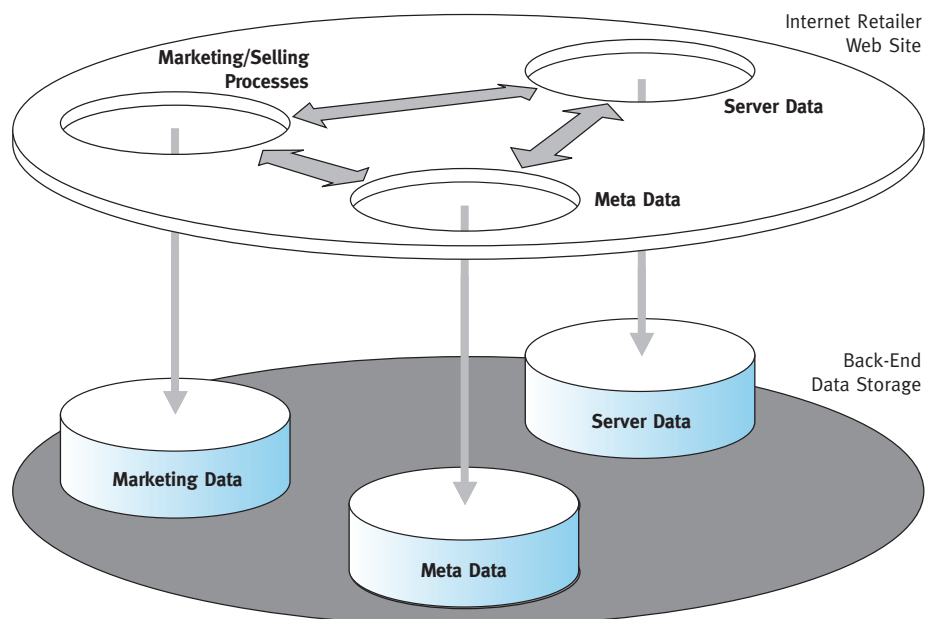 Internet Retailer
Web Site
Marketing/Selling
Processes
Server Data
Meta Data
Back-End
Data Storage
Server Data
Marketing Data
Meta Data